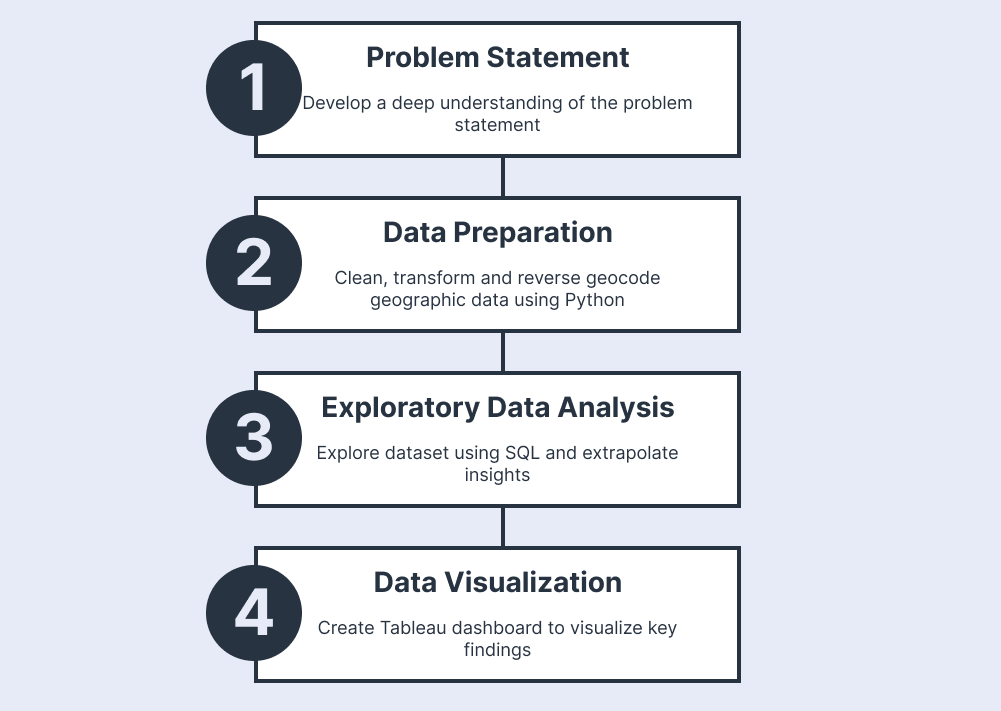 1
Problem Statement
Develop a deep understanding of the problem
statement
2
Data Preparation
Clean, transform and reverse geocode
geographic data using Python
3
Exploratory Data Analysis
Explore dataset using SQL and extrapolate
insights
4
Data Visualization
Create Tableau dashboard to visualize key
findings